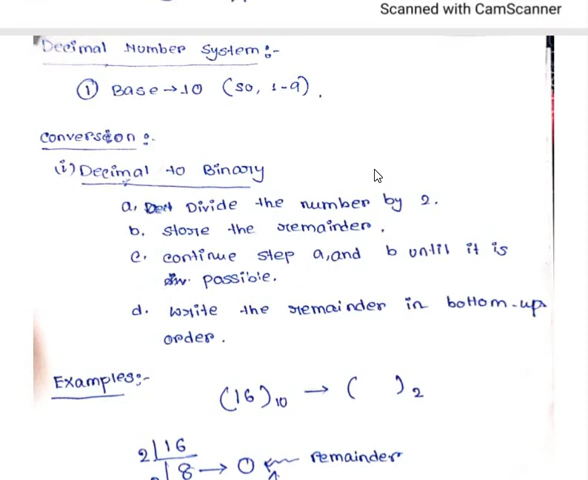 Scanned with CamScanner
Decimal Number System:-
① Base→10 (so, 1-9).
Conversion:-
(i) Decimal to Binary
a. Divide the number by 2.
b. store the remainder.
c. continue step a, and b until it is
possible.
d. write the remainder in bottom-up
order.
Examples:-
(16)₁₀ → ( )₂
2|16
8 → 0 ← remainder